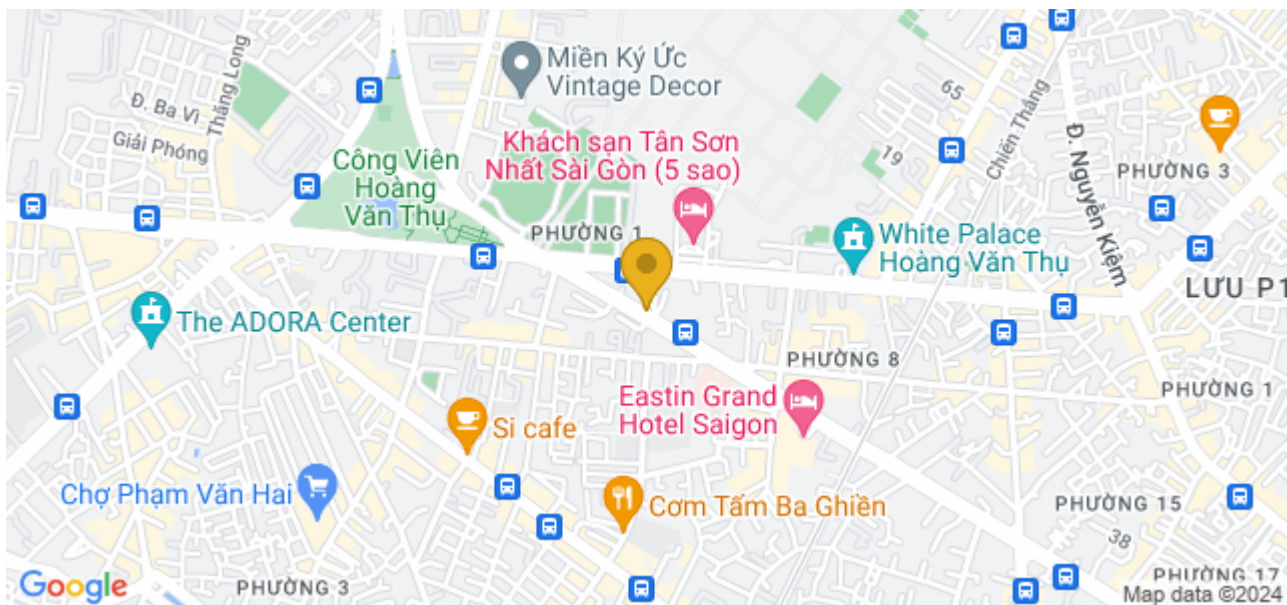 Miền Ký Ức
Vintage Decor
65
Thăng Long
Đ. Ba Vì
Giải Phóng
Khách sạn Tân Sơn
Nhất Sài Gòn (5 sao)
19
Chiến Thắng
Đ. Nguyễn Kiệm
PHƯỜNG 3
Công Viên
Hoàng
Văn Thụ
PHƯỜNG 1
White Palace
Hoàng Văn Thụ
LƯU P1
The ADORA Center
PHƯỜNG 8
PHƯỜNG 1
Eastin Grand
Hotel Saigon
Si cafe
Chợ Phạm Văn Hai
Cơm Tấm Ba Ghiền
PHƯỜNG 15
38
Google
PHƯỜNG 3
PHƯỜNG 17
Map data ©2024